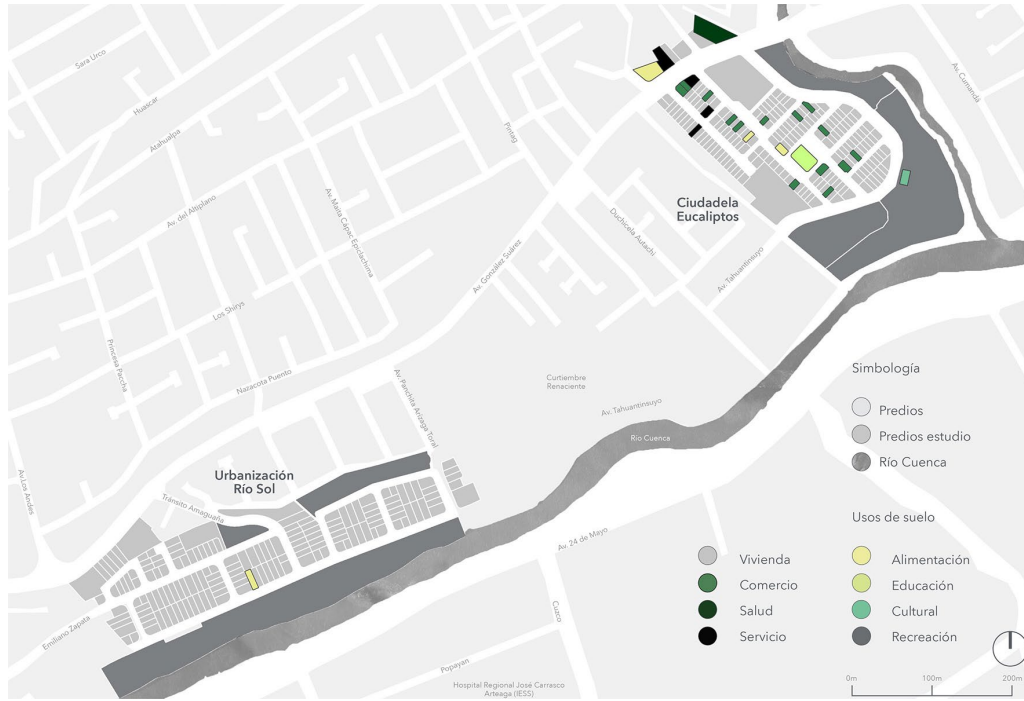 Sara Urco
Huascar
Atahualpa
Av. del Altiplano
Av. Maita Cápac Epiclachima
Pintag
Av. Cumandá
Ciudadela
Eucaliptos
Duchicela Autachi
Av. González Suárez
Av. Tahuantinsuyo
Los Shirys
Princesa Paccha
Nazacota Puento
Av. Panchita Arizaga Toral
Curtiembre
Renaciente
Av. Tahuantinsuyo
Río Cuenca
Av.Los Andes
Urbanización
Río Sol
Tránsito Amaguaña
Emiliano Zapata
Av. 24 de Mayo
Cuzco
Popayan
Hospital Regional José Carrasco
Arteaga (IESS)
Simbología
Predios
Predios estudio
Río Cuenca
Usos de suelo
Vivienda
Comercio
Salud
Servicio
Alimentación
Educación
Cultural
Recreación
0m 100m 200m